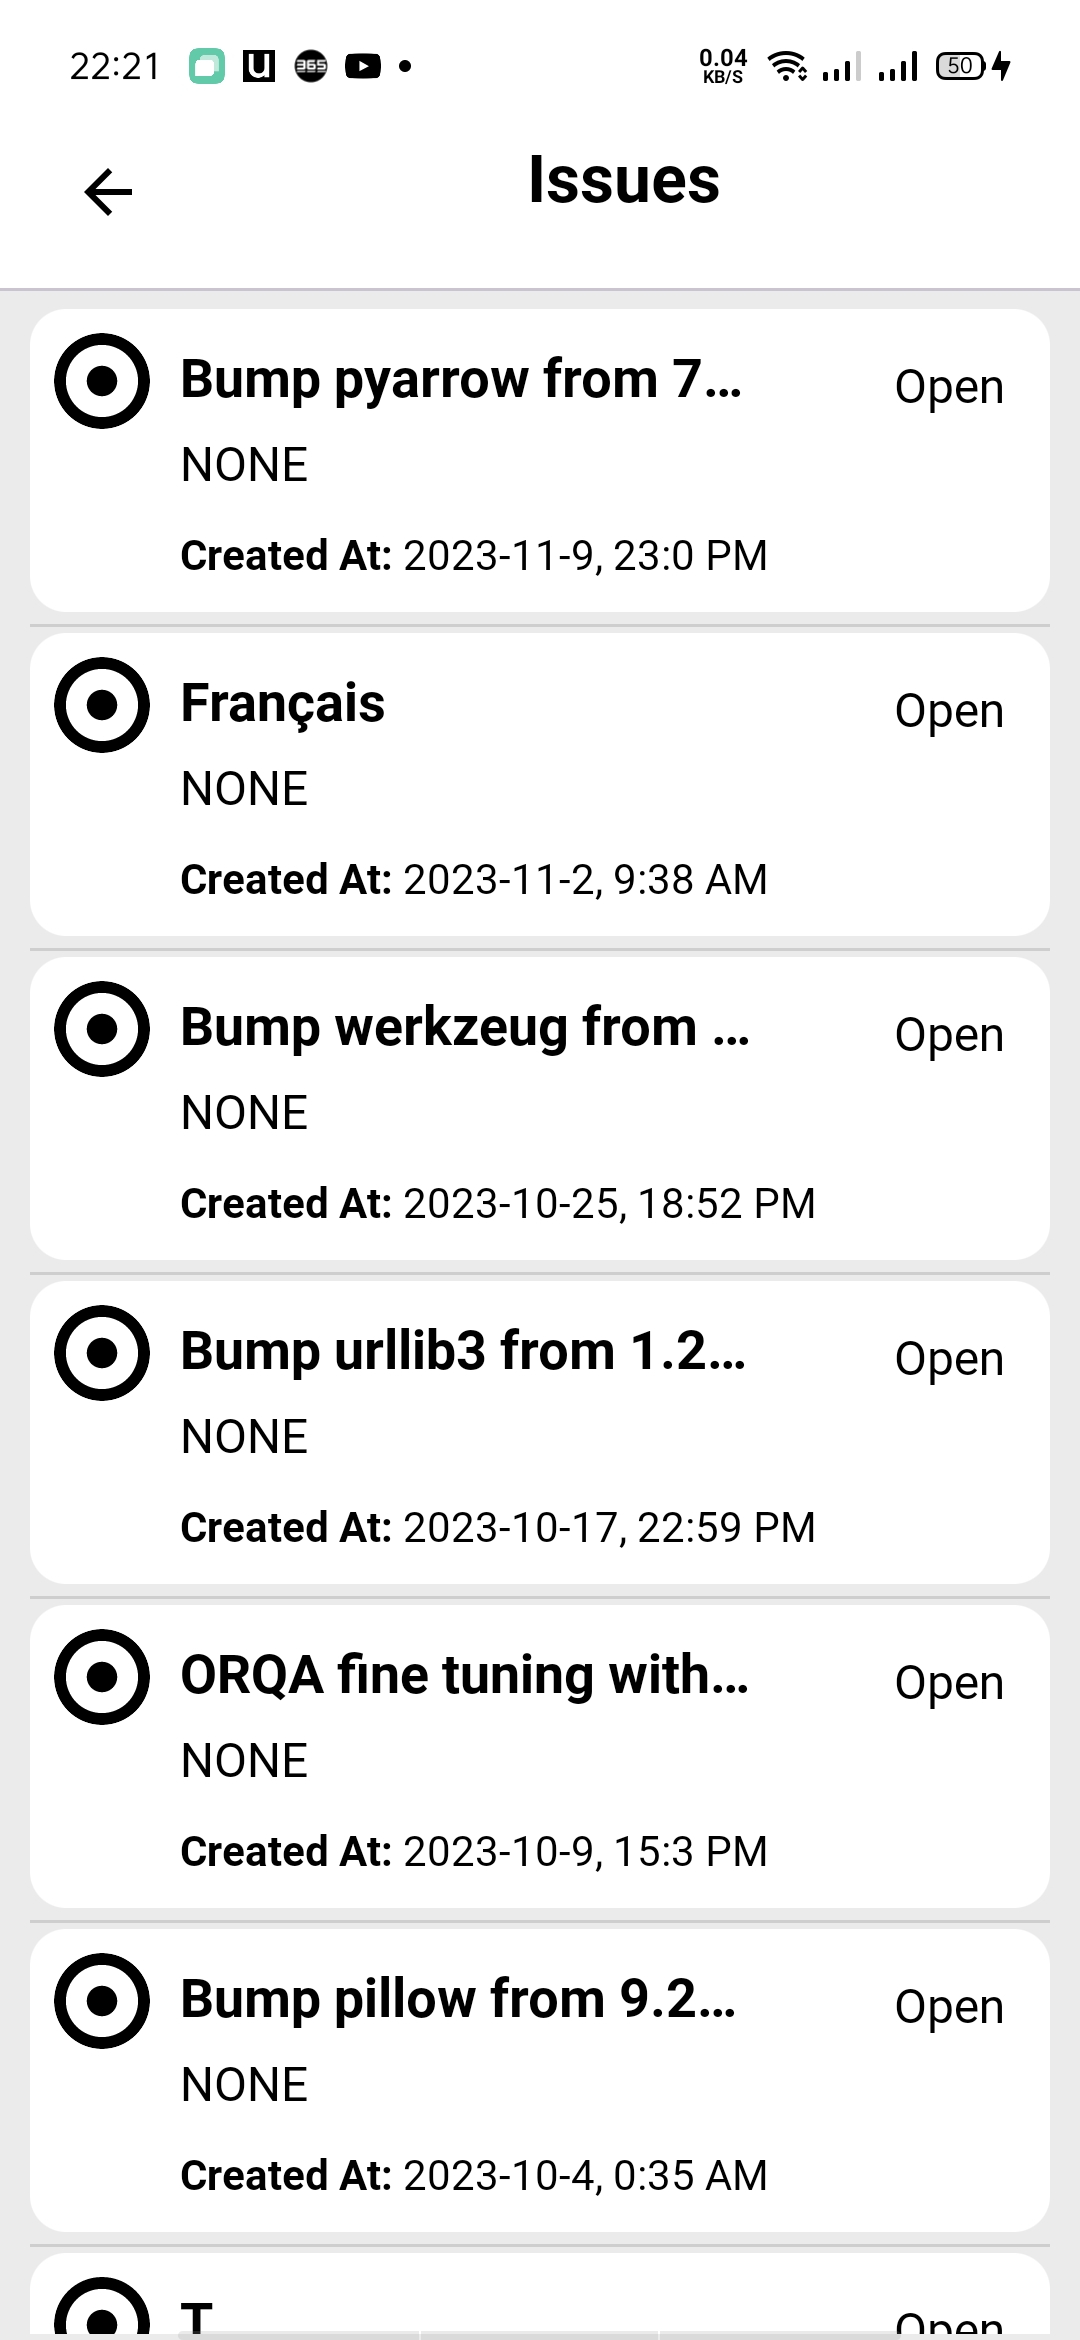 22:21 U 365 0.04 KB/S 50
Issues
Bump pyarrow from 7... Open
NONE
Created At: 2023-11-9, 23:0 PM
Français Open
NONE
Created At: 2023-11-2, 9:38 AM
Bump werkzeug from ... Open
NONE
Created At: 2023-10-25, 18:52 PM
Bump urllib3 from 1.2... Open
NONE
Created At: 2023-10-17, 22:59 PM
ORQA fine tuning with... Open
NONE
Created At: 2023-10-9, 15:3 PM
Bump pillow from 9.2... Open
NONE
Created At: 2023-10-4, 0:35 AM
T Open